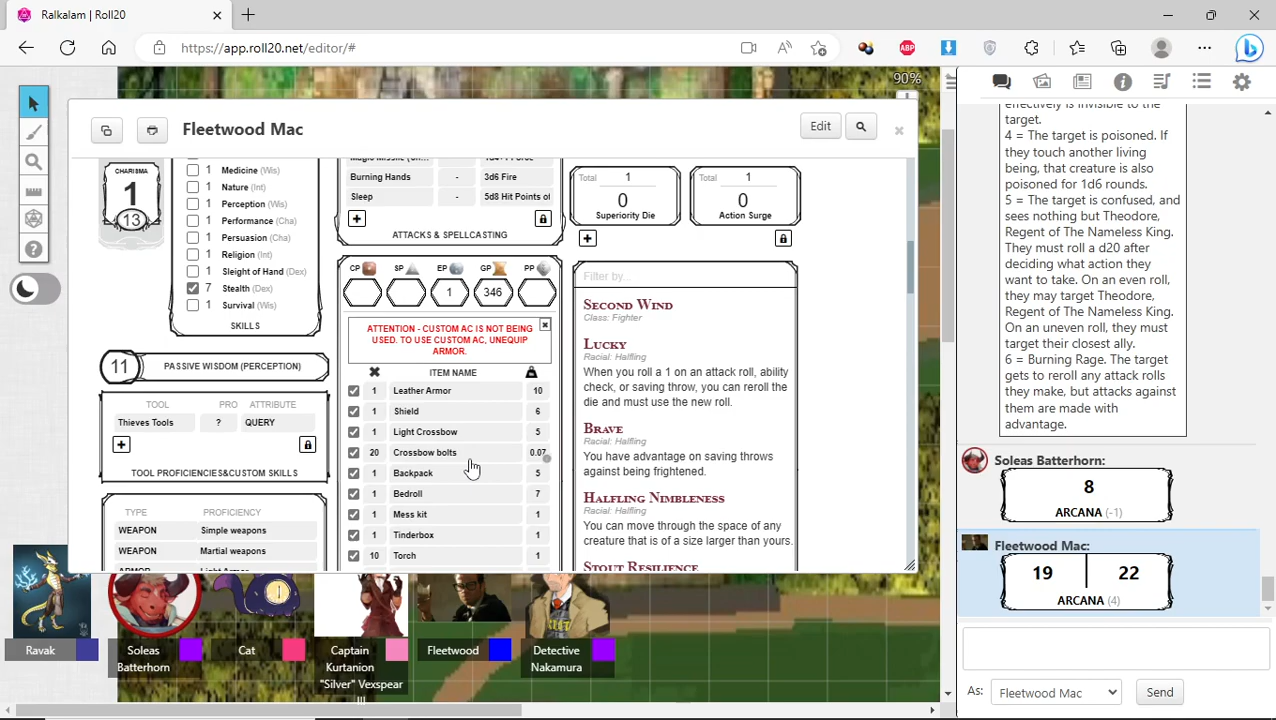 Ralkalam | Roll20
https://app.roll20.net/editor/#
ABP
90%
Fleetwood Mac
Edit
CHARISMA
1
13
1 Medicine (Wis)
1 Nature (Int)
1 Perception (Wis)
1 Performance (Cha)
1 Persuasion (Cha)
1 Religion (Int)
1 Sleight of Hand (Dex)
7 Stealth (Dex)
1 Survival (Wis)
SKILLS
11 PASSIVE WISDOM (PERCEPTION)
TOOL PRO ATTRIBUTE
Thieves Tools ? QUERY
TOOL PROFICIENCIES&CUSTOM SKILLS
TYPE PROFICIENCY
WEAPON Simple weapons
WEAPON Martial weapons
Burning Hands - 3d6 Fire
Sleep - 5d8 Hit Points of
ATTACKS & SPELLCASTING
CP SP EP GP PP
1 346
ATTENTION - CUSTOM AC IS NOT BEING
USED. TO USE CUSTOM AC, UNEQUIP
ARMOR.
ITEM NAME
1 Leather Armor 10
1 Shield 6
1 Light Crossbow 5
20 Crossbow bolts 0.07
1 Backpack 5
1 Bedroll 7
1 Mess kit 1
1 Tinderbox 1
10 Torch 1
Total 1
0
Superiority Die
Total 1
0
Action Surge
Filter by...
SECOND WIND
Class: Fighter
LUCKY
Racial: Halfling
When you roll a 1 on an attack roll, ability
check, or saving throw, you can reroll the
die and must use the new roll.
BRAVE
Racial: Halfling
You have advantage on saving throws
against being frightened.
HALFLING NIMBLENESS
Racial: Halfling
You can move through the space of any
creature that is of a size larger than yours.
STOUT RESILIENCE
Ravak
Soleas
Batterhorn
Cat
Captain
Kurtanion
"Silver" Vexspear
III
Fleetwood
Detective
Nakamura
effectively is invisible to the
target.
4 = The target is poisoned. If
they touch another living
being, that creature is also
poisoned for 1d6 rounds.
5 = The target is confused, and
sees nothing but Theodore,
Regent of The Nameless King.
They must roll a d20 after
deciding what action they
want to take. On an even roll,
they may target Theodore,
Regent of The Nameless King.
On an uneven roll, they must
target their closest ally.
6 = Burning Rage. The target
gets to reroll any attack rolls
they make, but attacks against
them are made with
advantage.
Soleas Batterhorn:
8
ARCANA (-1)
Fleetwood Mac:
19 22
ARCANA (4)
As: Fleetwood Mac Send